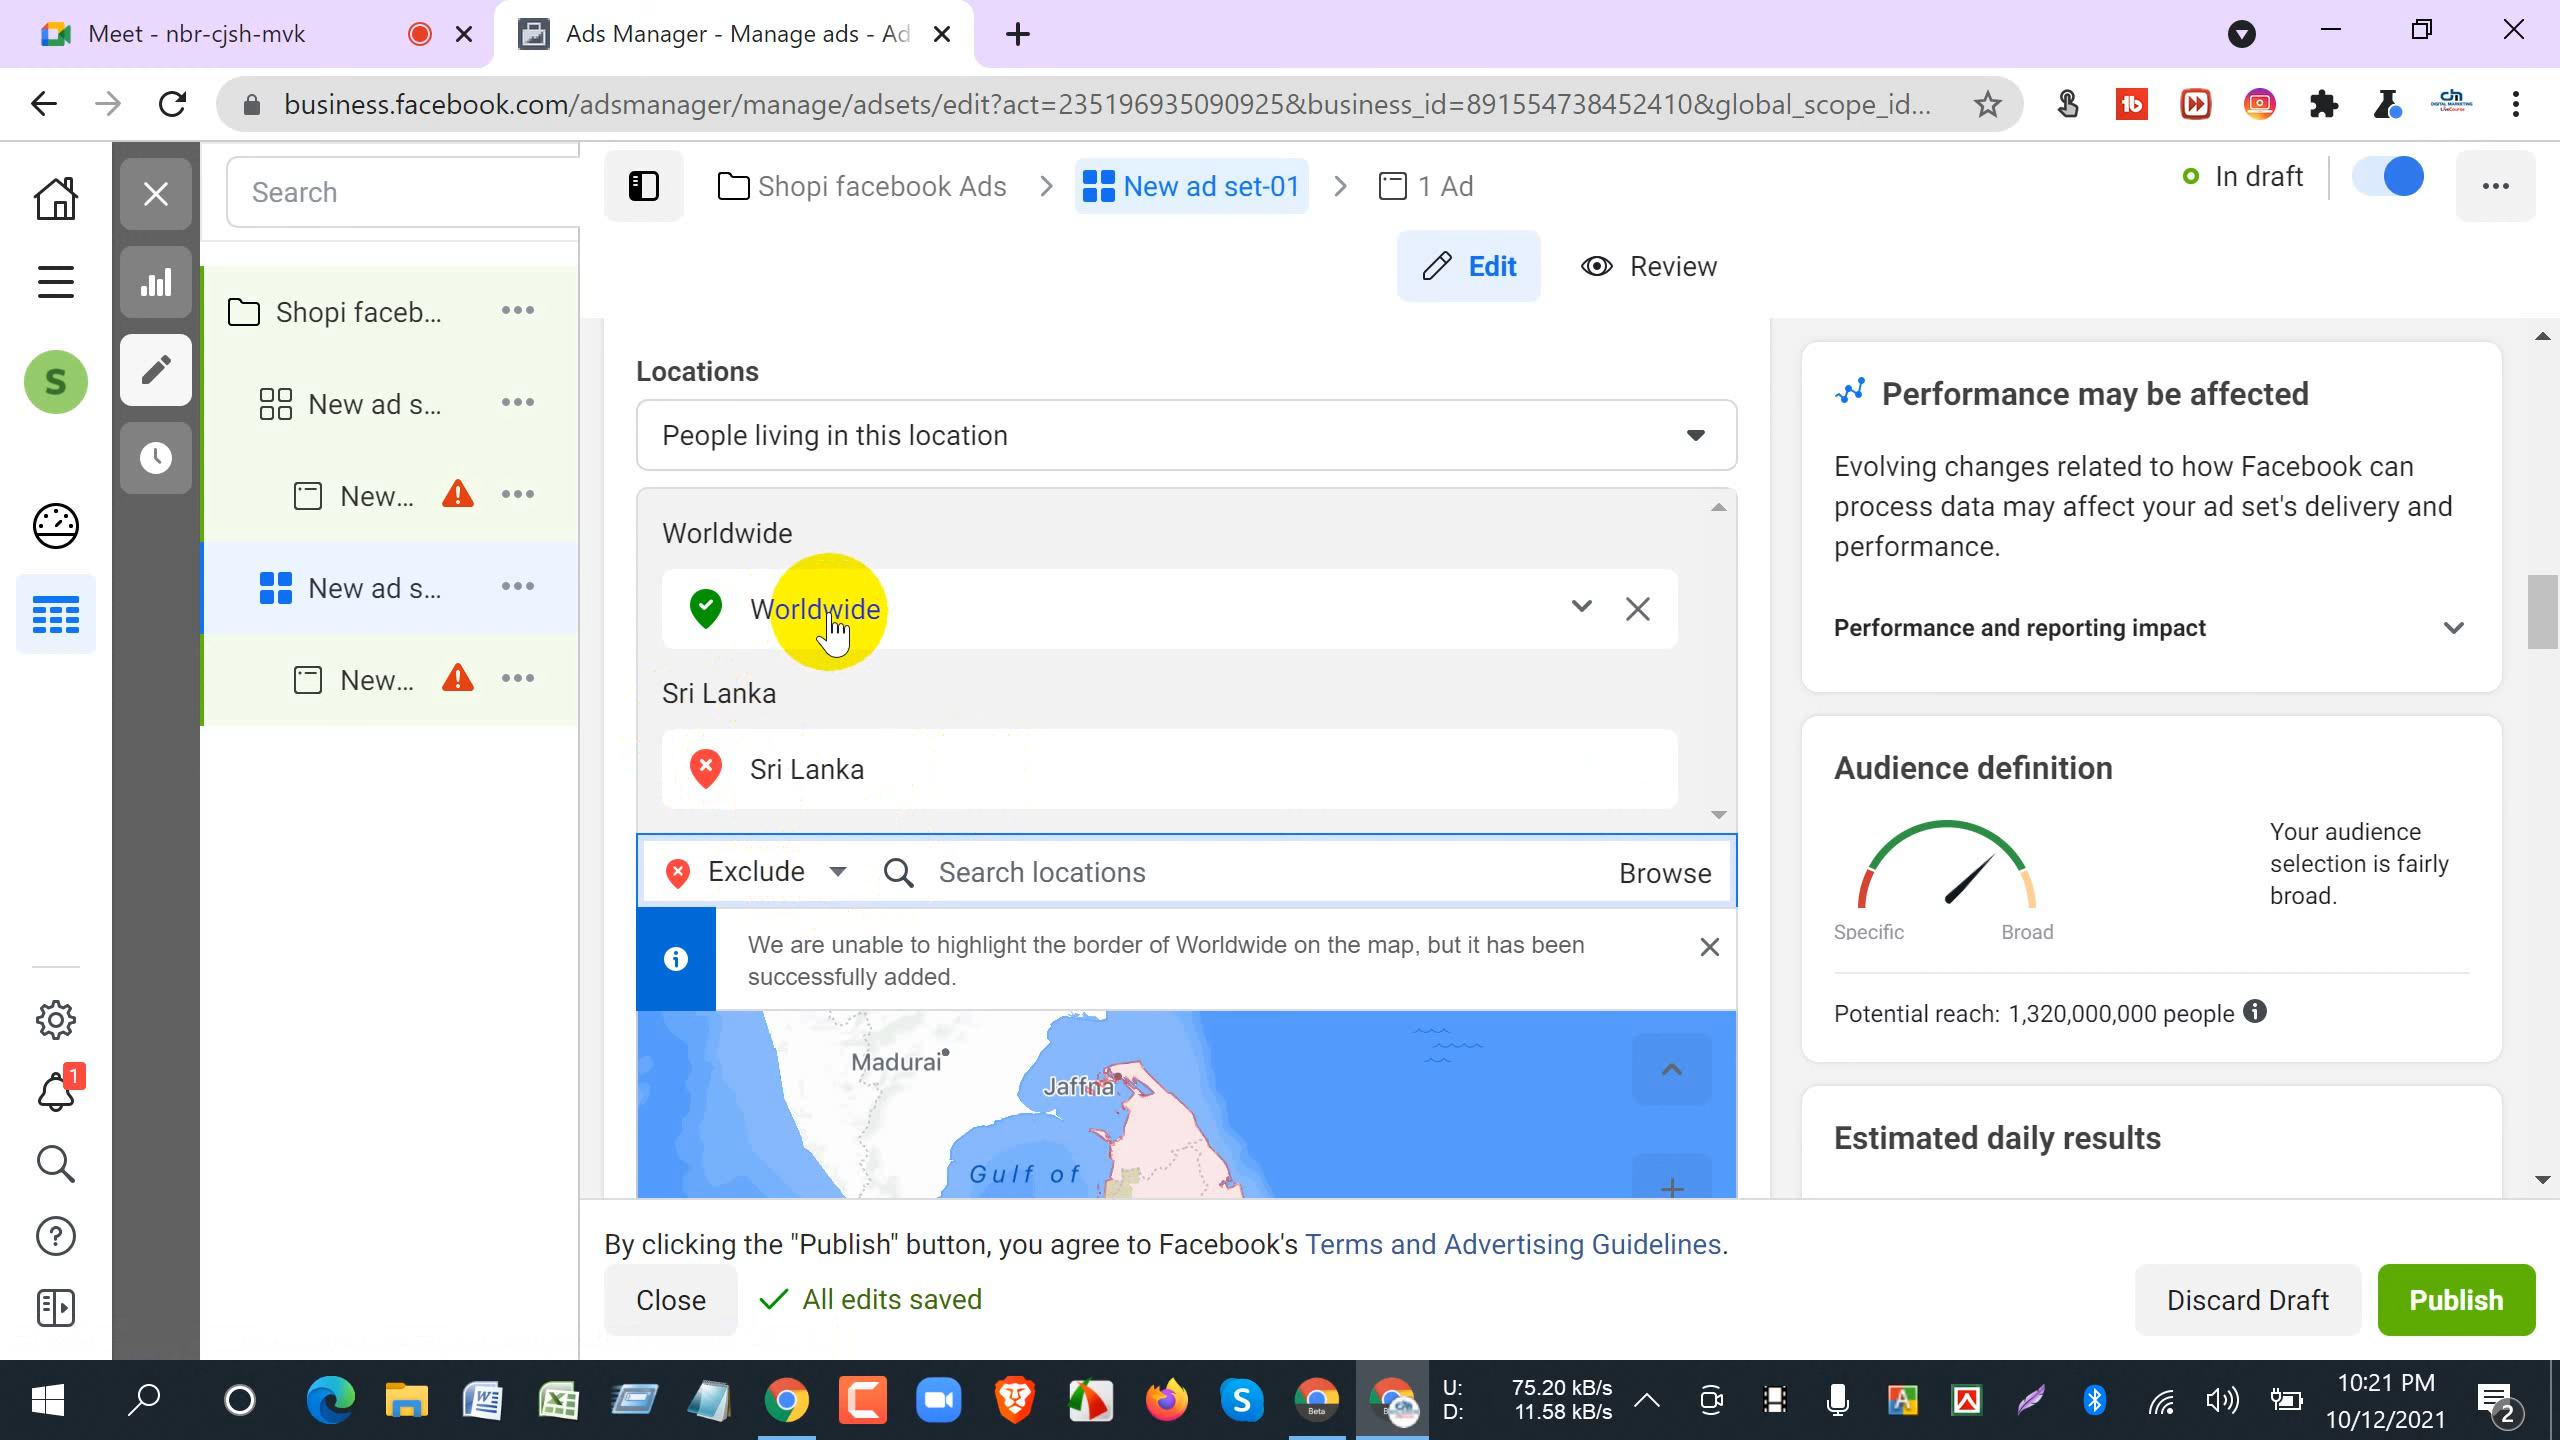 Meet - nbr-cjsh-mvk
Ads Manager - Manage ads - Ad
business.facebook.com/adsmanager/manage/adsets/edit?act=235196935090925&business_id=891554738452410&global_scope_id...
Search
Shopi facebook Ads
New ad set-01
1 Ad
In draft
Edit
Review
S
Shopi faceb...
New ad s...
New...
New ad s...
New...
Locations
People living in this location
Worldwide
Worldwide
Sri Lanka
Sri Lanka
Exclude
Search locations
Browse
We are unable to highlight the border of Worldwide on the map, but it has been
successfully added.
Madurai
Jaffna
Gulf of
Performance may be affected
Evolving changes related to how Facebook can
process data may affect your ad set's delivery and
performance.
Performance and reporting impact
Audience definition
Your audience
selection is fairly
broad.
Specific
Broad
Potential reach: 1,320,000,000 people
Estimated daily results
1
By clicking the "Publish" button, you agree to Facebook's Terms and Advertising Guidelines.
Close
All edits saved
Discard Draft
Publish
U: 75.20 kB/s
D: 11.58 kB/s
10:21 PM
10/12/2021
2